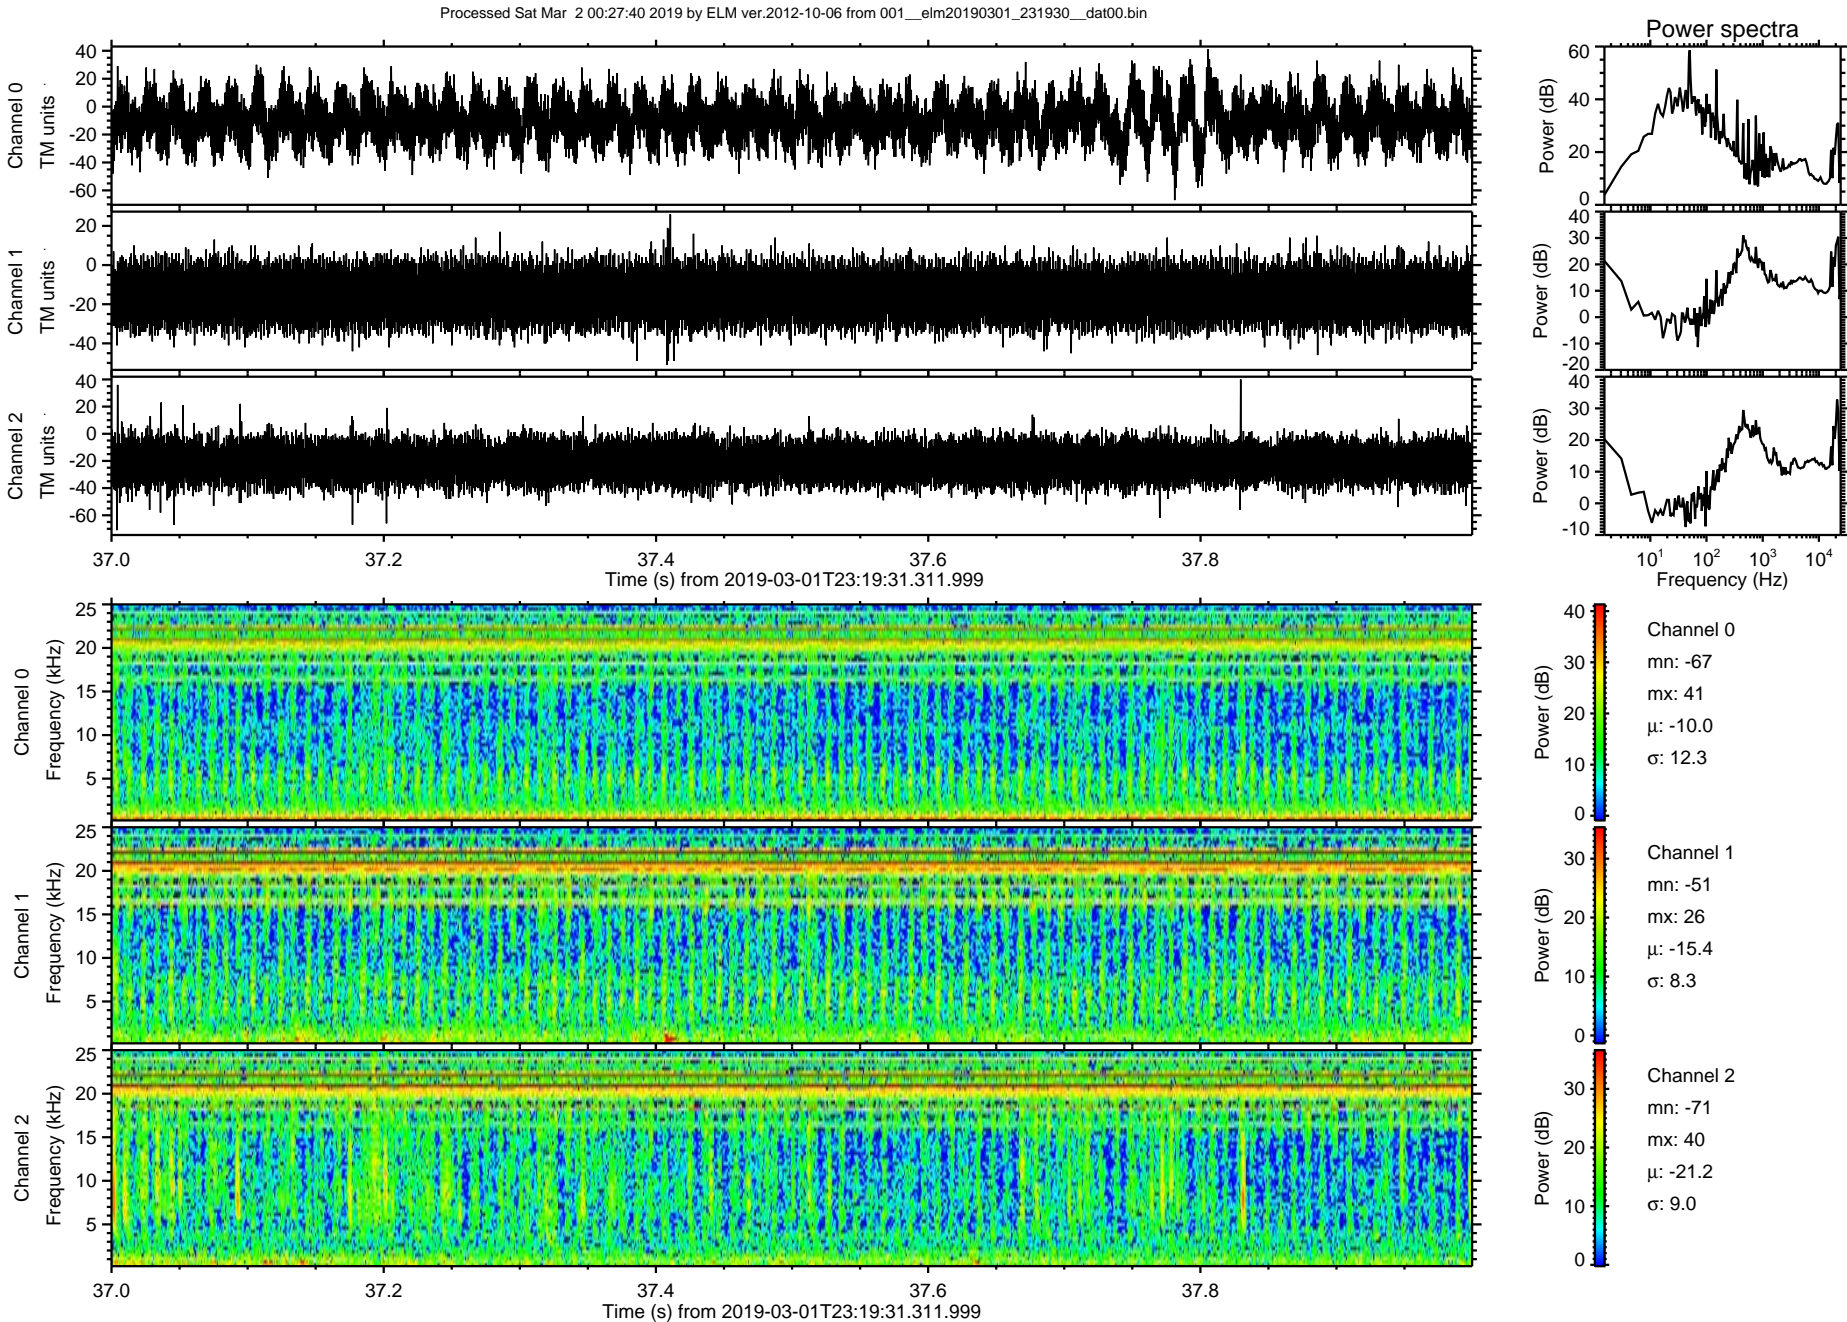 Processed Sat Mar 2 00:27:40 2019 by ELM ver.2012-10-06 from 001__elm20190301_231930__dat00.bin
Power spectra
Channel 0
TM units
40
20
0
-20
-40
-60
Power (dB)
60
40
20
0
Channel 1
TM units
20
0
-20
-40
Power (dB)
40
30
20
10
0
-10
-20
Channel 2
TM units
40
20
0
-20
-40
-60
Power (dB)
40
30
20
10
0
-10
37.0 37.2 37.4 37.6 37.8
Time (s) from 2019-03-01T23:19:31.311.999
10^1 10^2 10^3 10^4
Frequency (Hz)
Channel 0
Frequency (kHz)
25
20
15
10
5
Power (dB)
40
30
20
10
0
Channel 0
mn: -67
mx: 41
μ: -10.0
σ: 12.3
Channel 1
Frequency (kHz)
25
20
15
10
5
Power (dB)
30
20
10
0
Channel 1
mn: -51
mx: 26
μ: -15.4
σ: 8.3
Channel 2
Frequency (kHz)
25
20
15
10
5
Power (dB)
30
20
10
0
Channel 2
mn: -71
mx: 40
μ: -21.2
σ: 9.0
37.0 37.2 37.4 37.6 37.8
Time (s) from 2019-03-01T23:19:31.311.999